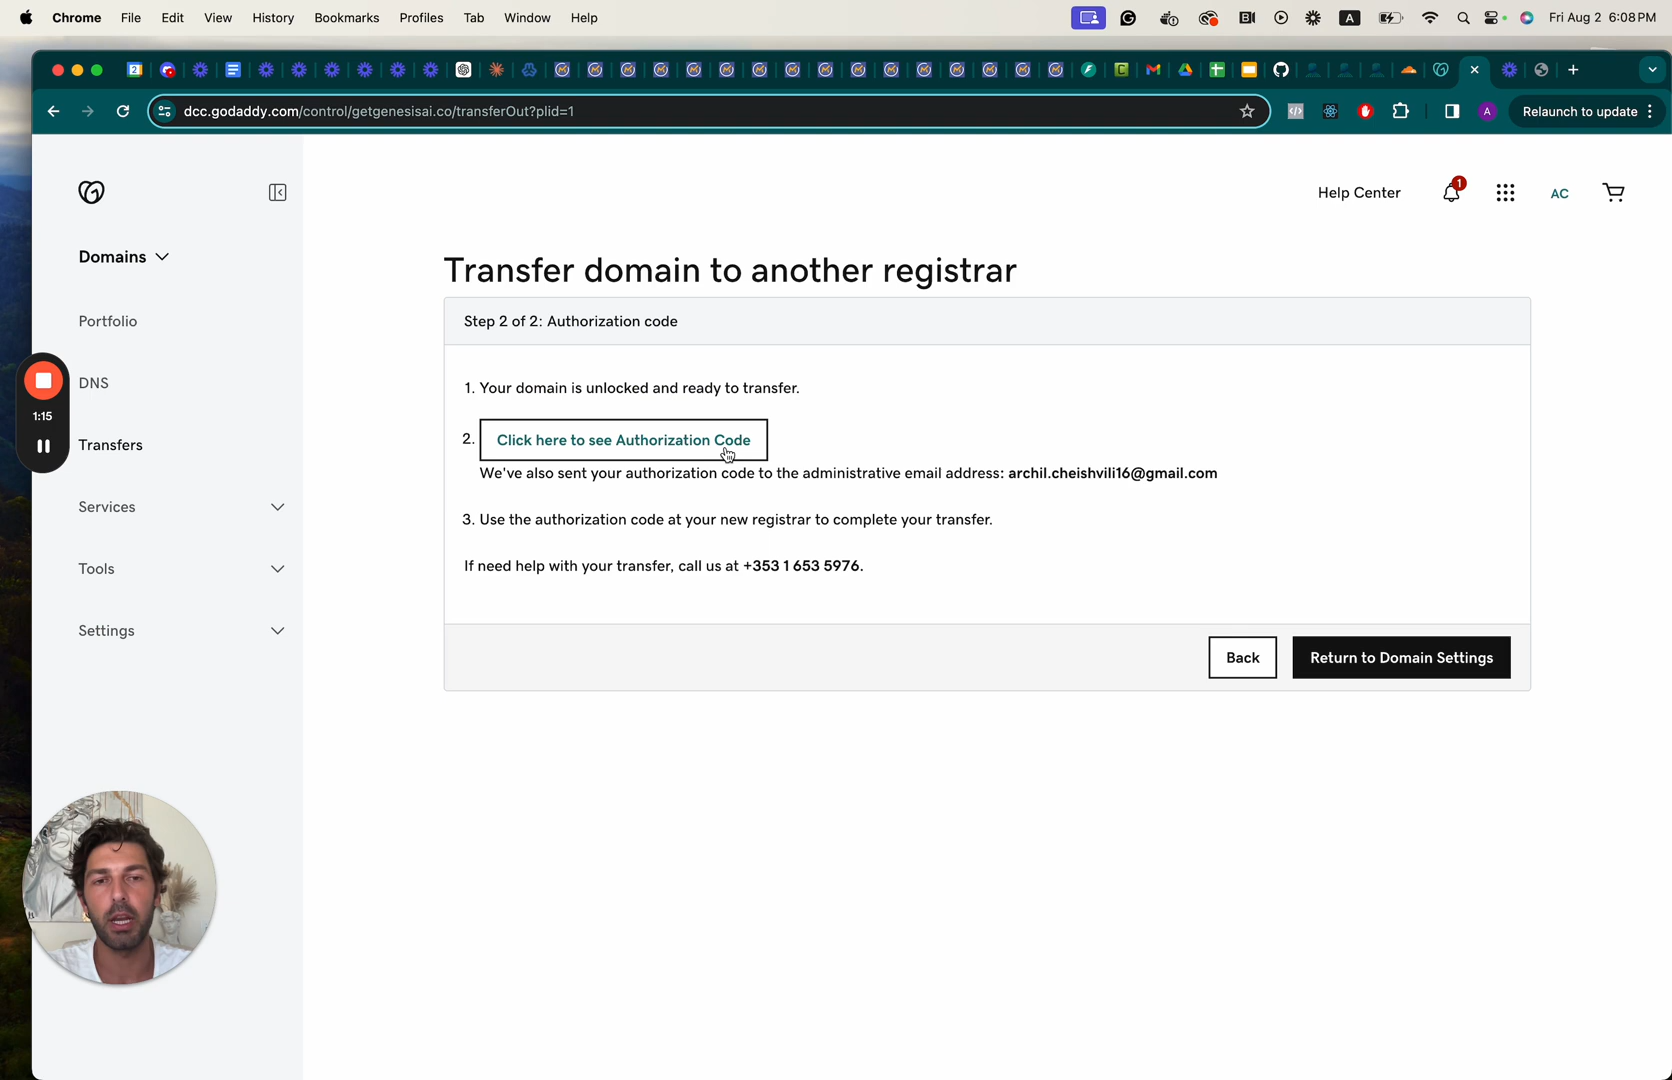 Chrome File Edit View History Bookmarks Profiles Tab Window Help
A Fri Aug 2 6:08 PM
dcc.godaddy.com/control/getgenesisai.co/transferOut?plid=1
A
Relaunch to update
Help Center
1
AC
Domains
Portfolio
DNS
1:15
Transfers
Services
Tools
Settings
Transfer domain to another registrar
Step 2 of 2: Authorization code
1. Your domain is unlocked and ready to transfer.
2. Click here to see Authorization Code
We've also sent your authorization code to the administrative email address: archil.cheishvili16@gmail.com
3. Use the authorization code at your new registrar to complete your transfer.
If need help with your transfer, call us at +353 1 653 5976.
Back
Return to Domain Settings